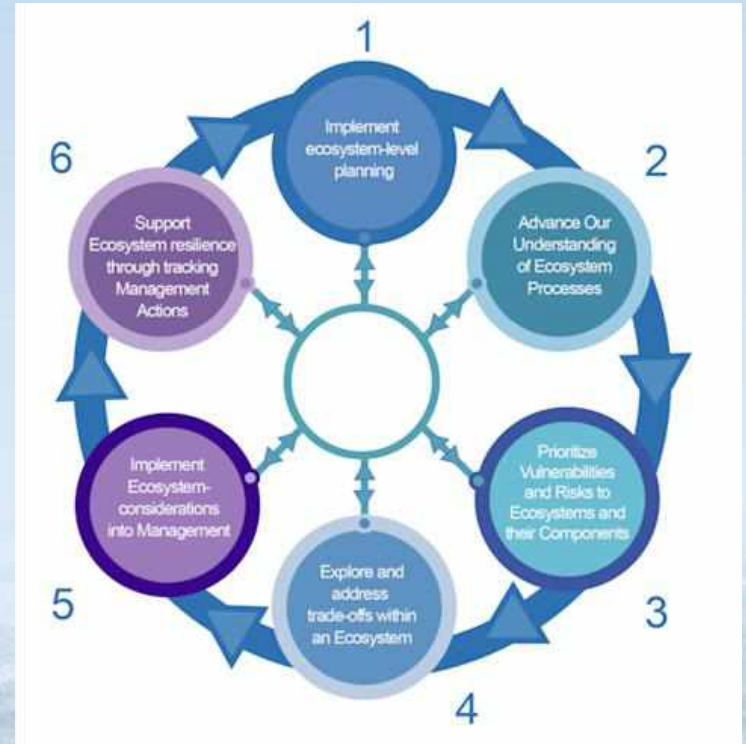 1
Implement
ecosystem-level
planning
2
Advance Our
Understanding
of Ecosystem
Processes
Prioritize
Vulnerabilities
and Risks to
Ecosystems and
their Components
3
Explore and
address
trade-offs within
an Ecosystem
4
Implement
Ecosystem-
considerations
into Management
5
6
Support
Ecosystem resilience
through tracking
Management
Actions